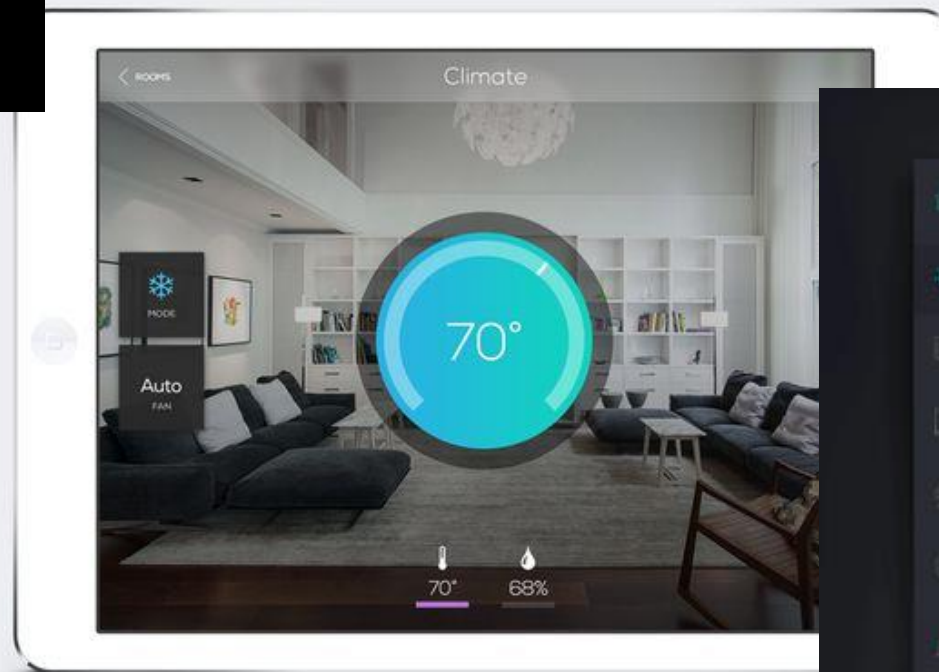 ROOMS
Climate
MODE
70°
Auto
FAN
70°
68%